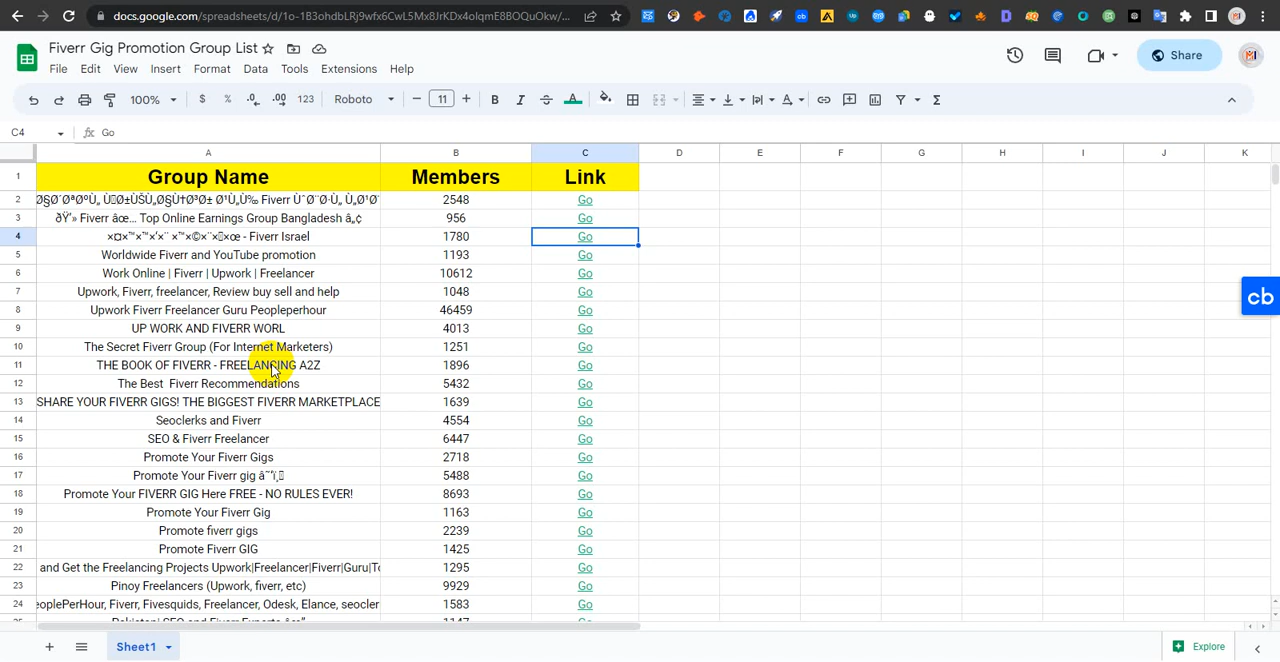 docs.google.com/spreadsheets/d/1o-1B3ohdbLRj9wfx6CwL5Mx8JrKDx4olqmE8BOQuOkw/...
Fiverr Gig Promotion Group List
File Edit View Insert Format Data Tools Extensions Help
Share
100% $ % .0 .00 123 Roboto − 11 + B I A
C4 fx Go
A B C D E F G H I J K
1 Group Name Members Link
2 2548 Go
3 ðŸ’» Fiverr âœ… Top Online Earnings Group Bangladesh â„¢ 956 Go
4 - Fiverr Israel 1780 Go
5 Worldwide Fiverr and YouTube promotion 1193 Go
6 Work Online | Fiverr | Upwork | Freelancer 10612 Go
7 Upwork, Fiverr, freelancer, Review buy sell and help 1048 Go
8 Upwork Fiverr Freelancer Guru Peopleperhour 46459 Go
9 UP WORK AND FIVERR WORL 4013 Go
10 The Secret Fiverr Group (For Internet Marketers) 1251 Go
11 THE BOOK OF FIVERR - FREELANCING A2Z 1896 Go
12 The Best Fiverr Recommendations 5432 Go
13 SHARE YOUR FIVERR GIGS! THE BIGGEST FIVERR MARKETPLACE 1639 Go
14 Seoclerks and Fiverr 4554 Go
15 SEO & Fiverr Freelancer 6447 Go
16 Promote Your Fiverr Gigs 2718 Go
17 Promote Your Fiverr gig 5488 Go
18 Promote Your FIVERR GIG Here FREE - NO RULES EVER! 8693 Go
19 Promote Your Fiverr Gig 1163 Go
20 Promote fiverr gigs 2239 Go
21 Promote Fiverr GIG 1425 Go
22 and Get the Freelancing Projects Upwork|Freelancer|Fiverr|Guru|To 1295 Go
23 Pinoy Freelancers (Upwork, fiverr, etc) 9929 Go
24 eoplePerHour, Fiverr, Fivesquids, Freelancer, Odesk, Elance, seocler 1583 Go
cb
Sheet1
Explore